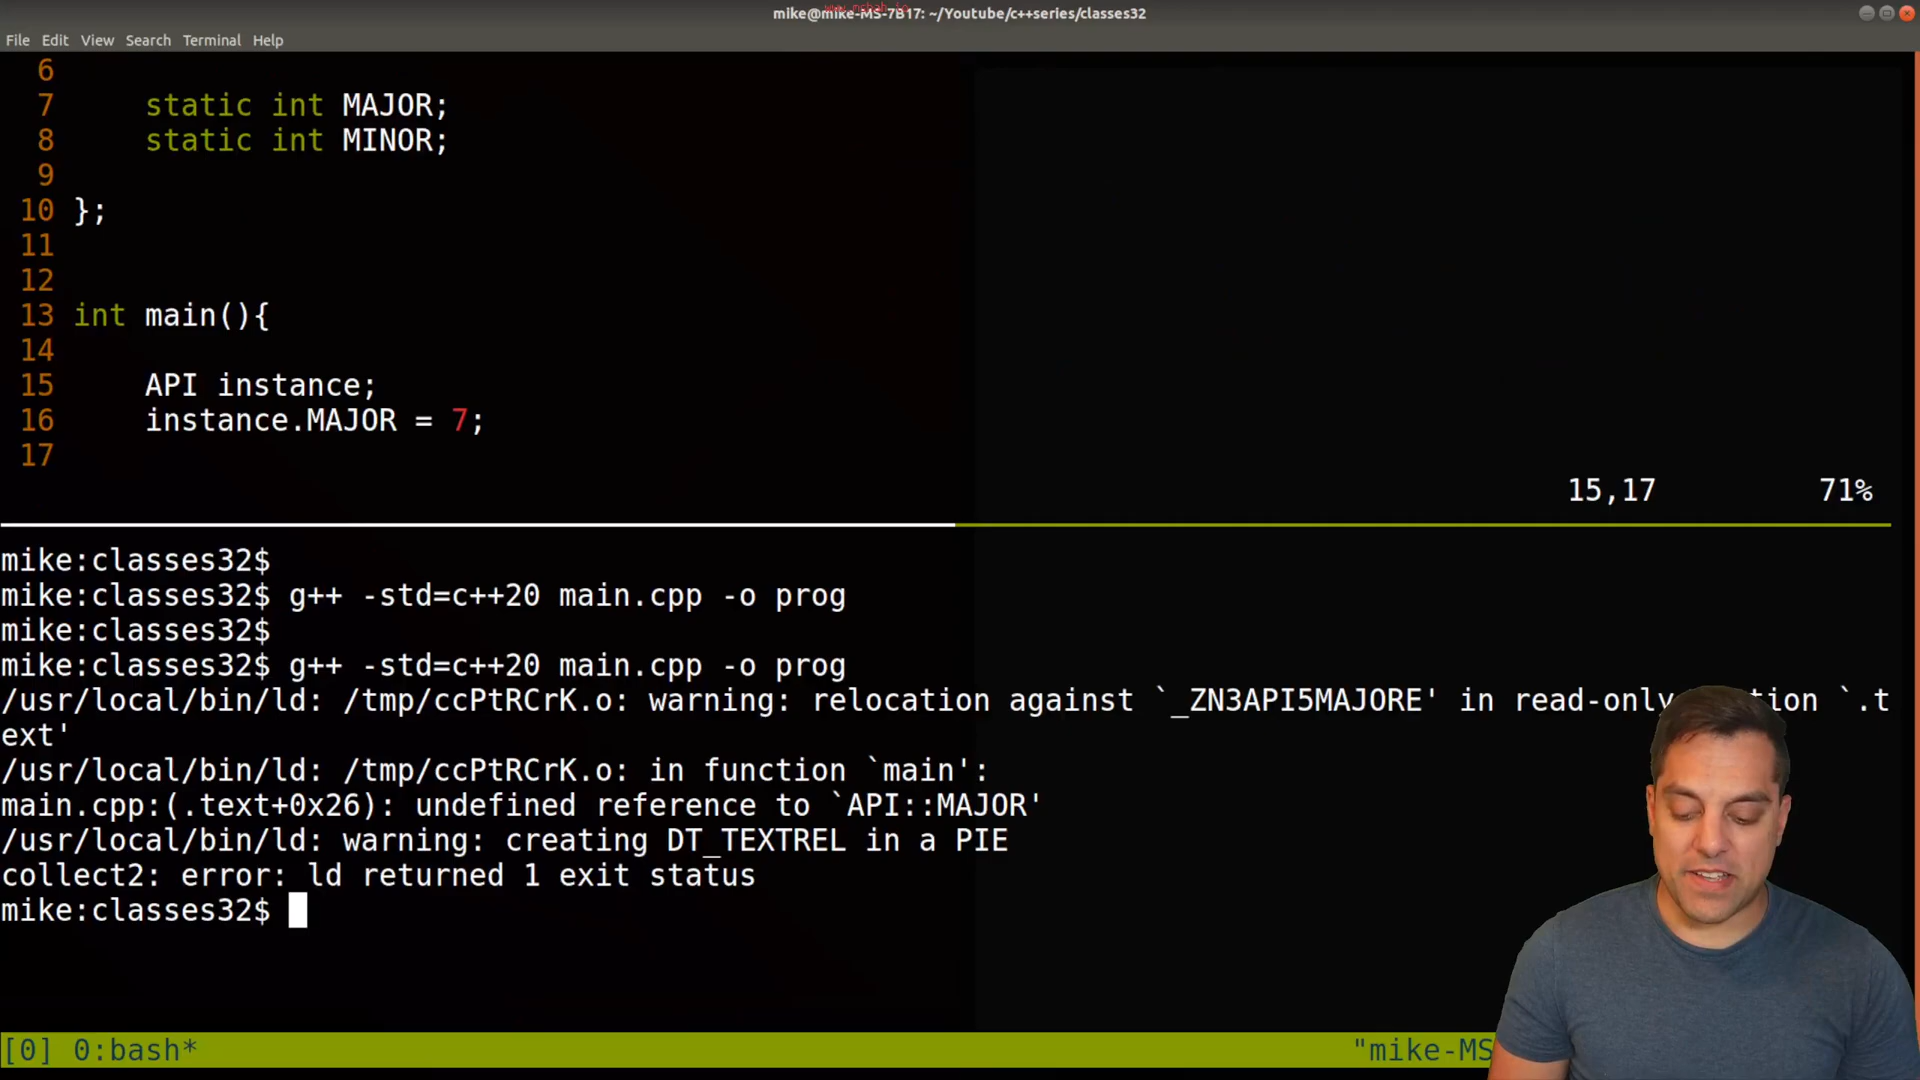 www.mshah.io
mike@mike-MS-7B17: ~/Youtube/c++series/classes32
File Edit View Search Terminal Help
6
7 static int MAJOR;
8 static int MINOR;
9
10 };
11
12
13 int main(){
14
15 API instance;
16 instance.MAJOR = 7;
17
15,17 71%
mike:classes32$
mike:classes32$ g++ -std=c++20 main.cpp -o prog
mike:classes32$
mike:classes32$ g++ -std=c++20 main.cpp -o prog
/usr/local/bin/ld: /tmp/ccPtRCrK.o: warning: relocation against `_ZN3API5MAJORE' in read-only tion `.t
ext'
/usr/local/bin/ld: /tmp/ccPtRCrK.o: in function `main':
main.cpp:(.text+0x26): undefined reference to `API::MAJOR'
/usr/local/bin/ld: warning: creating DT_TEXTREL in a PIE
collect2: error: ld returned 1 exit status
mike:classes32$
[0] 0:bash* "mike-MS